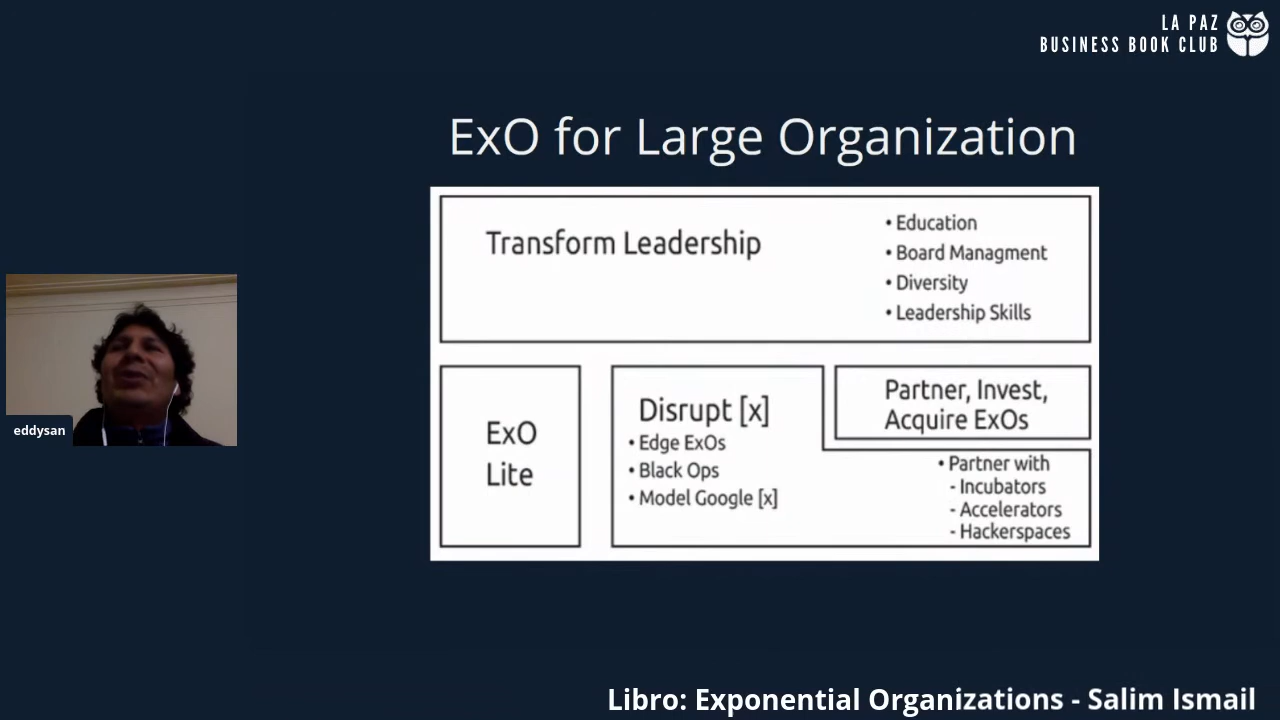 LA PAZ
BUSINESS BOOK CLUB
ExO for Large Organization
Transform Leadership
• Education
• Board Managment
• Diversity
• Leadership Skills
ExO
Lite
Disrupt [x]
• Edge ExOs
• Black Ops
• Model Google [x]
Partner, Invest,
Acquire ExOs
• Partner with
- Incubators
- Accelerators
- Hackerspaces
eddysan
Libro: Exponential Organizations - Salim Ismail